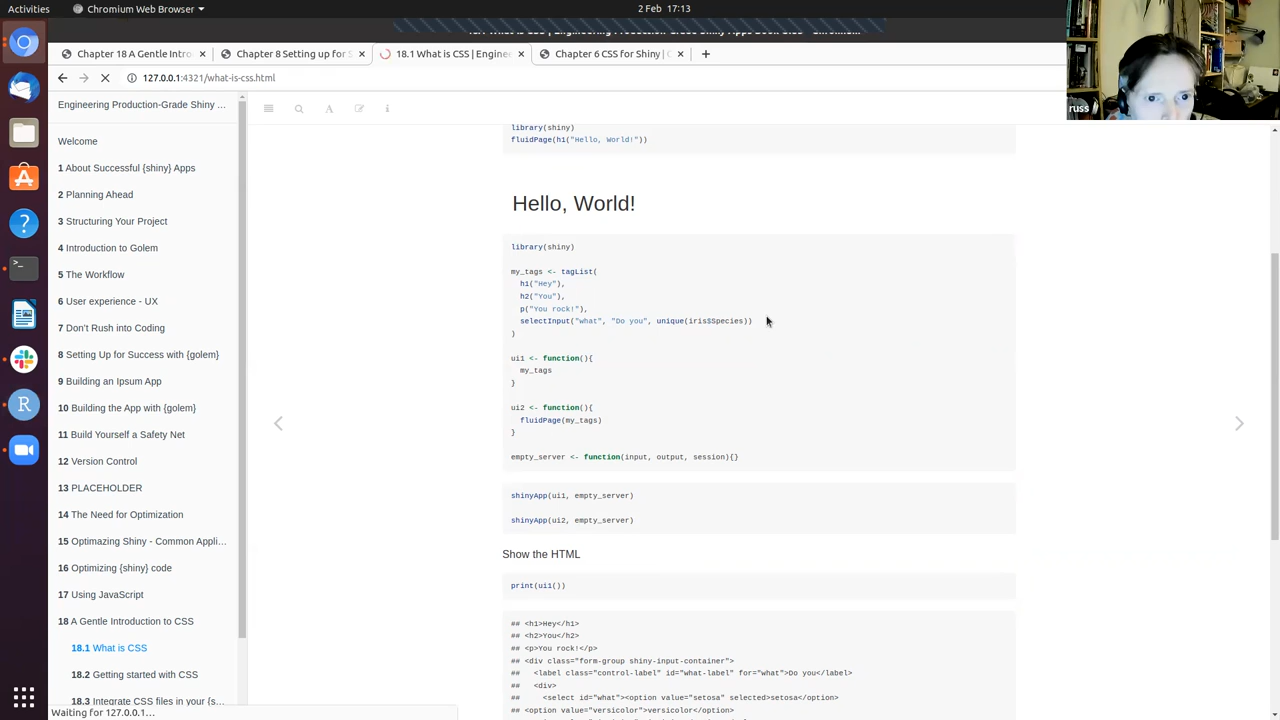 Activities
Chromium Web Browser
2 Feb 17:13
russ
Chapter 18 A Gentle Intro
Chapter 8 Setting up for S
18.1 What is CSS | Engine
Chapter 6 CSS for Shiny | C
127.0.0.1:4321/what-is-css.html
Engineering Production-Grade Shiny ...
Welcome
1 About Successful {shiny} Apps
2 Planning Ahead
3 Structuring Your Project
4 Introduction to Golem
5 The Workflow
6 User experience - UX
7 Don't Rush into Coding
8 Setting Up for Success with {golem}
9 Building an Ipsum App
10 Building the App with {golem}
11 Build Yourself a Safety Net
12 Version Control
13 PLACEHOLDER
14 The Need for Optimization
15 Optimazing Shiny - Common Appli...
16 Optimizing {shiny} code
17 Using JavaScript
18 A Gentle Introduction to CSS
18.1 What is CSS
18.2 Getting started with CSS
18.3 Integrate CSS files in your {s...
Waiting for 127.0.0.1...
library(shiny)
fluidPage(h1("Hello, World!"))
Hello, World!
library(shiny)
my_tags <- tagList(
h1("Hey"),
h2("You"),
p("You rock!"),
selectInput("what", "Do you", unique(iris$Species))
)
ui1 <- function(){
my_tags
}
ui2 <- function(){
fluidPage(my_tags)
}
empty_server <- function(input, output, session){}
shinyApp(ui1, empty_server)
shinyApp(ui2, empty_server)
Show the HTML
print(ui1())
## <h1>Hey</h1>
## <h2>You</h2>
## <p>You rock!</p>
## <div class="form-group shiny-input-container">
## <label class="control-label" id="what-label" for="what">Do you</label>
## <div>
## <select id="what"><option value="setosa" selected>setosa</option>
## <option value="versicolor">versicolor</option>